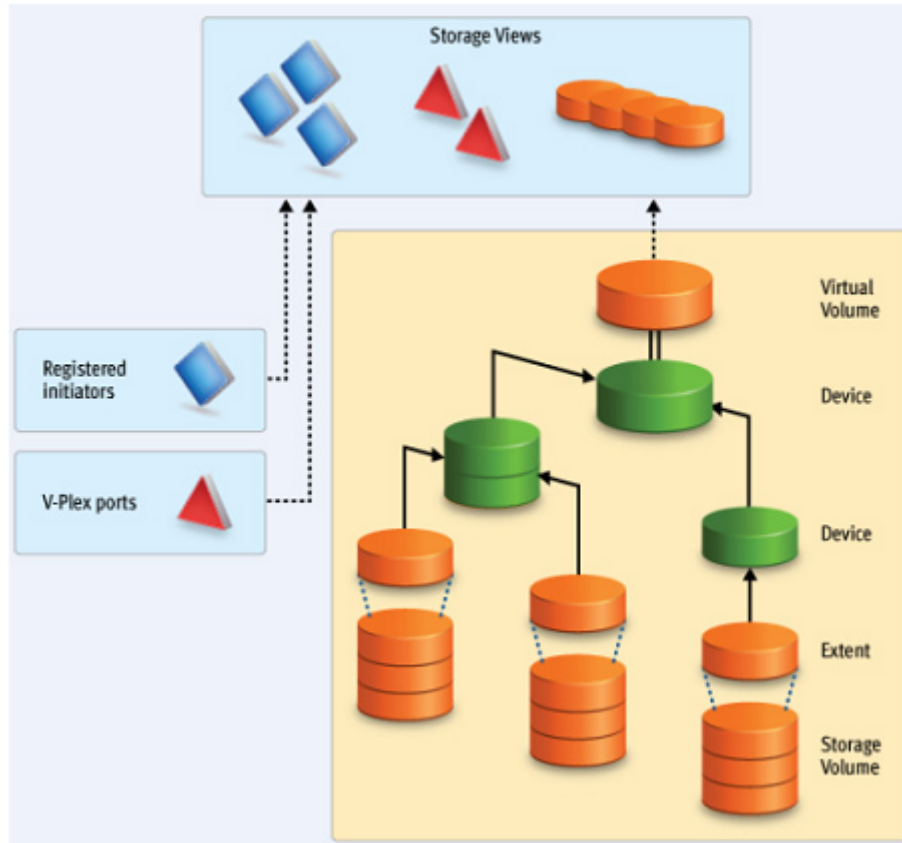 Storage Views
Virtual
Volume
Registered
initiators
Device
V-Plex ports
Device
Extent
Storage
Volume